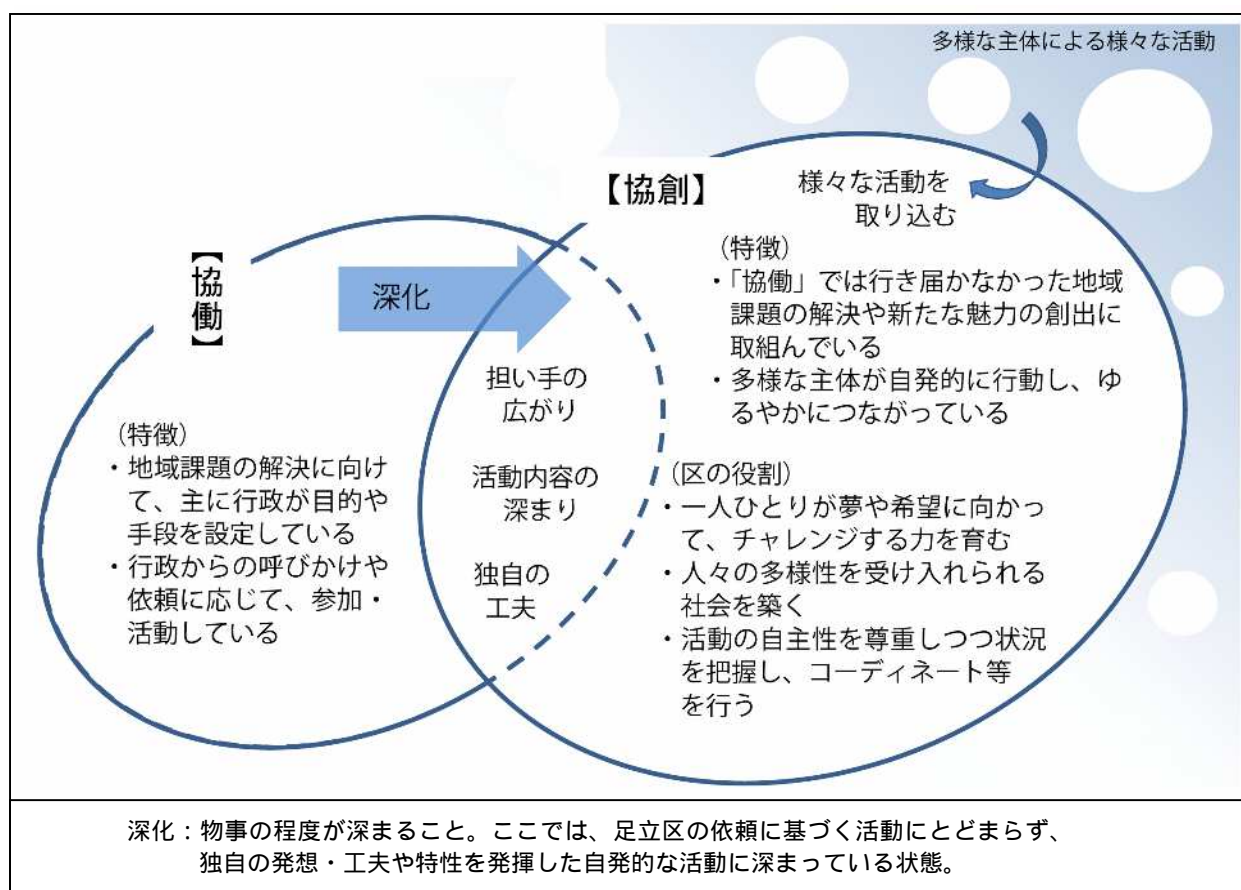 多様な主体による様々な活動
【協創】
様々な活動を
取り込む
（特徴）
・「協働」では行き届かなかった地域
課題の解決や新たな魅力の創出に
取組んでいる
・多様な主体が自発的に行動し、ゆ
るやかにつながっている
（区の役割）
・一人ひとりが夢や希望に向かっ
て、チャレンジする力を育む
・人々の多様性を受け入れられる
社会を築く
・活動の自主性を尊重しつつ状況
を把握し、コーディネート等
を行う
【協働】
深化
担い手の
広がり
活動内容の
深まり
独自の
工夫
（特徴）
・地域課題の解決に向け
て、主に行政が目的や
手段を設定している
・行政からの呼びかけや
依頼に応じて、参加・
活動している
深化：物事の程度が深まること。ここでは、足立区の依頼に基づく活動にとどまらず、
独自の発想・工夫や特性を発揮した自発的な活動に深まっている状態。